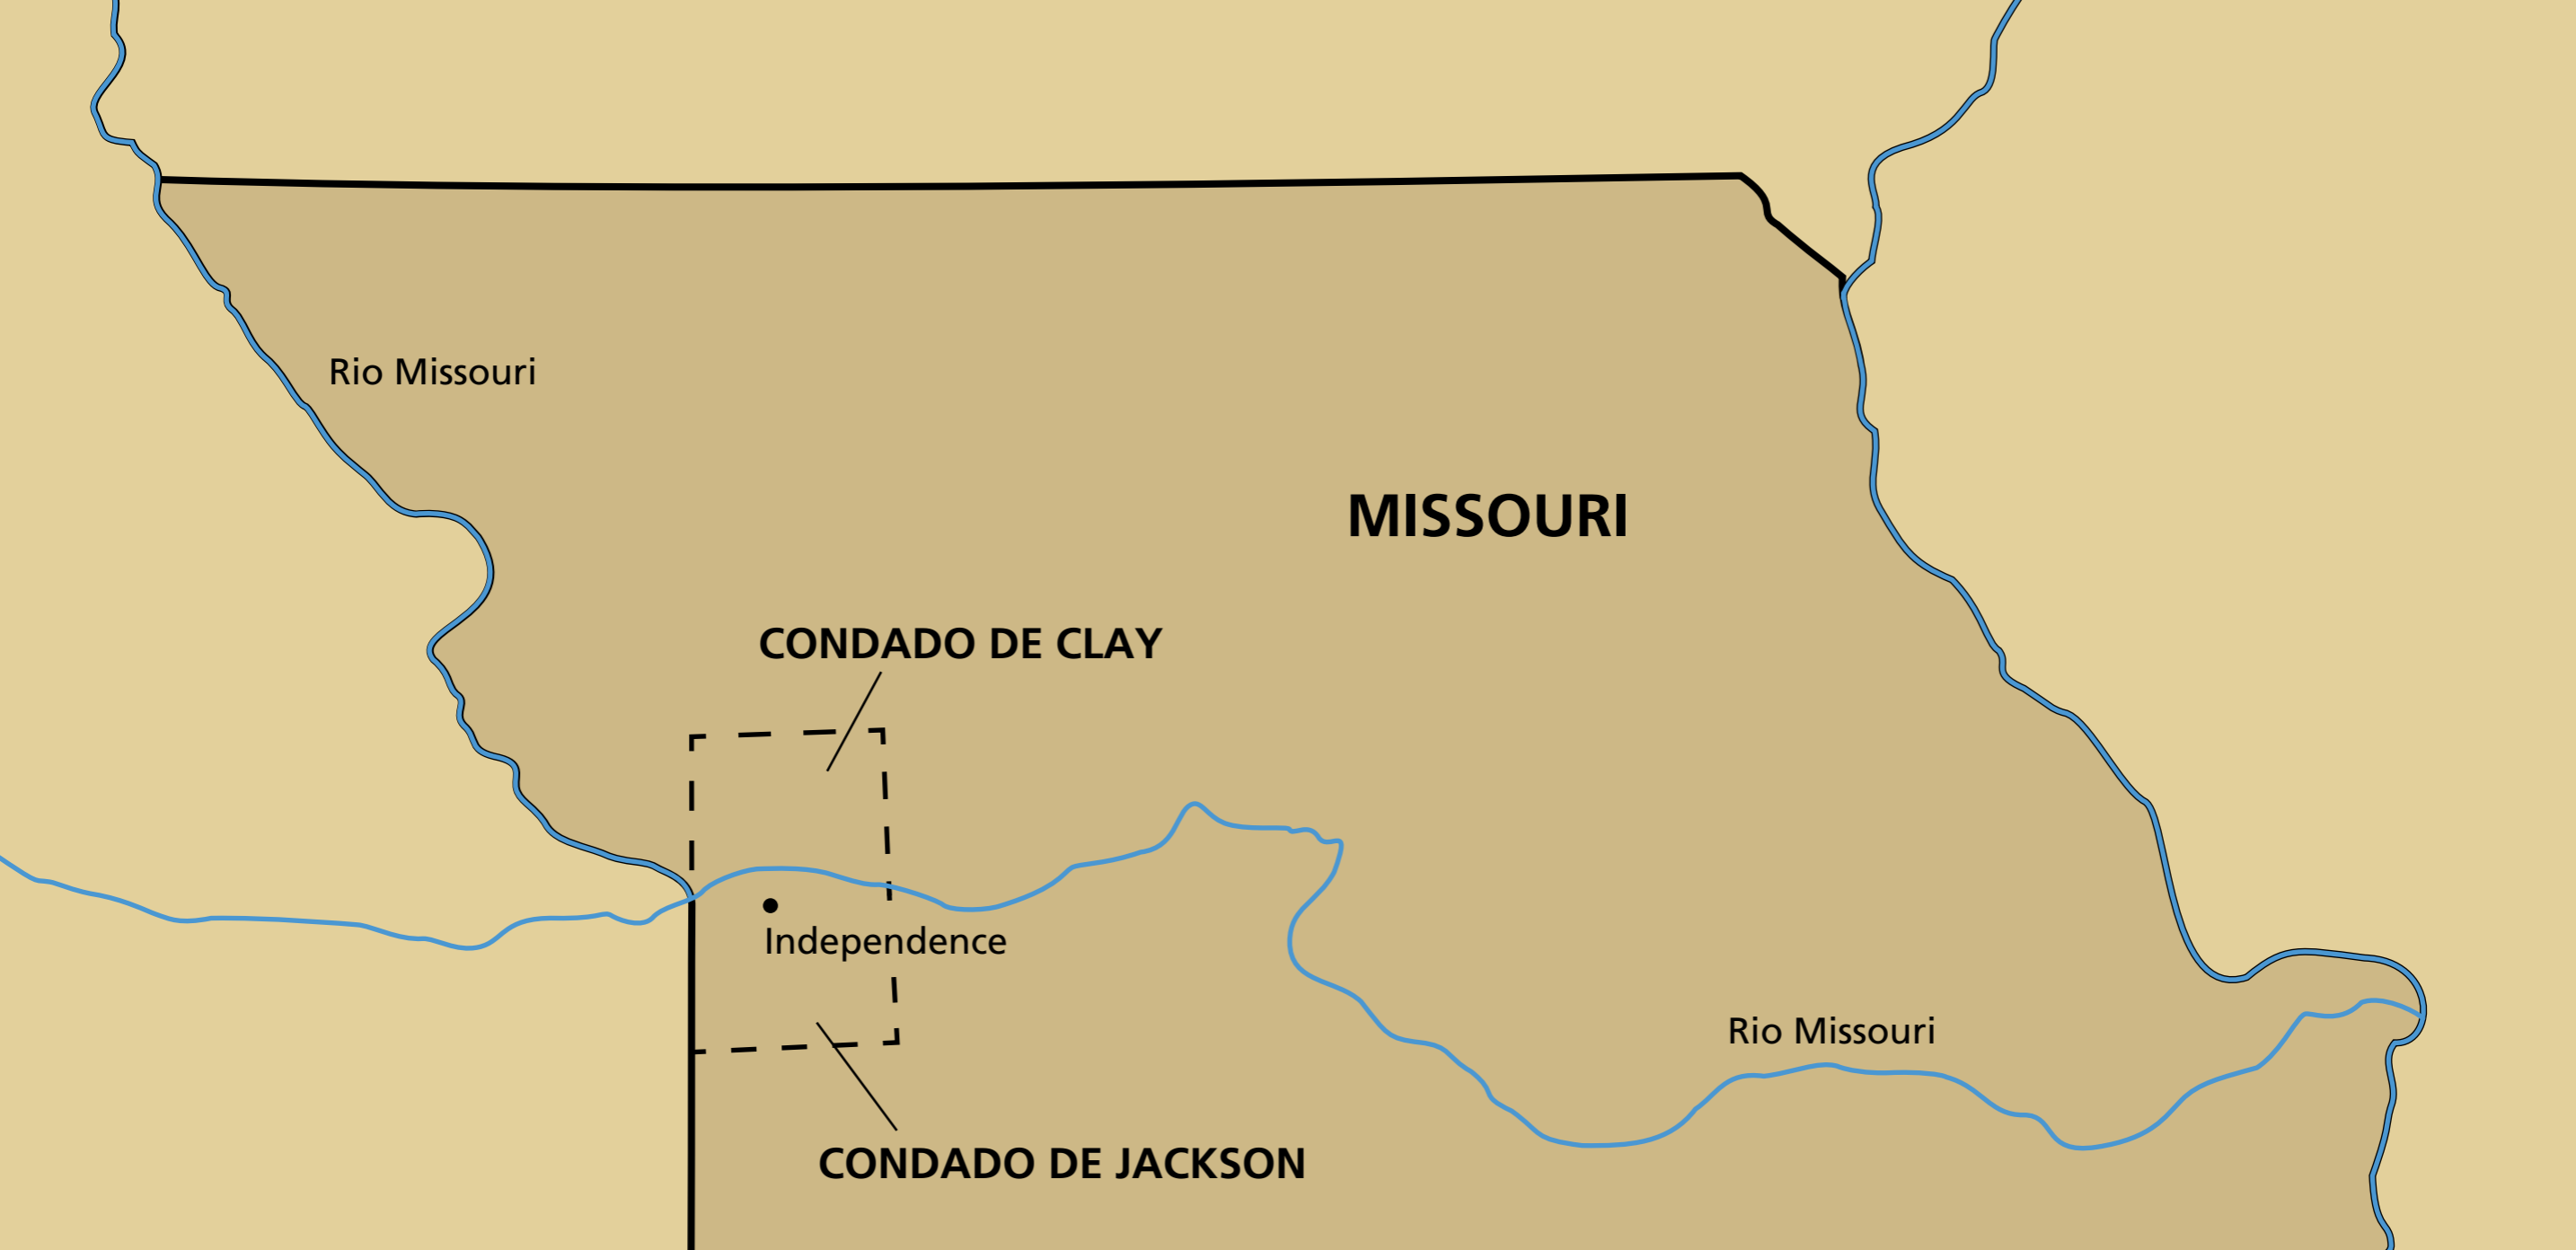 Rio Missouri
MISSOURI
CONDADO DE CLAY
Independence
Rio Missouri
CONDADO DE JACKSON